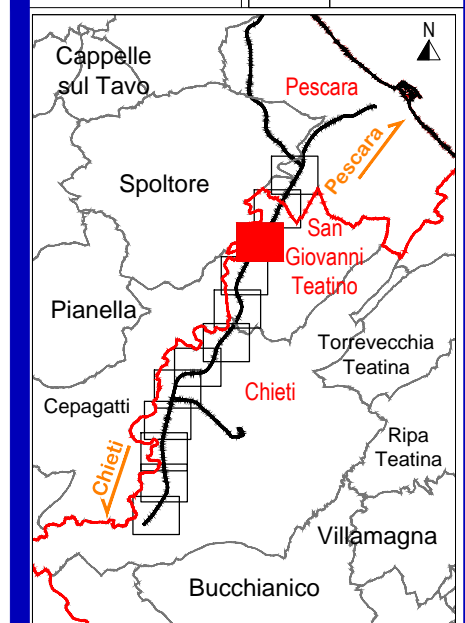 N
Cappelle
sul Tavo
Pescara
Pescara
Spoltore
San
Giovanni
Teatino
Pianella
Torrevecchia
Teatina
Chieti
Cepagatti
Ripa
Teatina
Chieti
Villamagna
Bucchianico